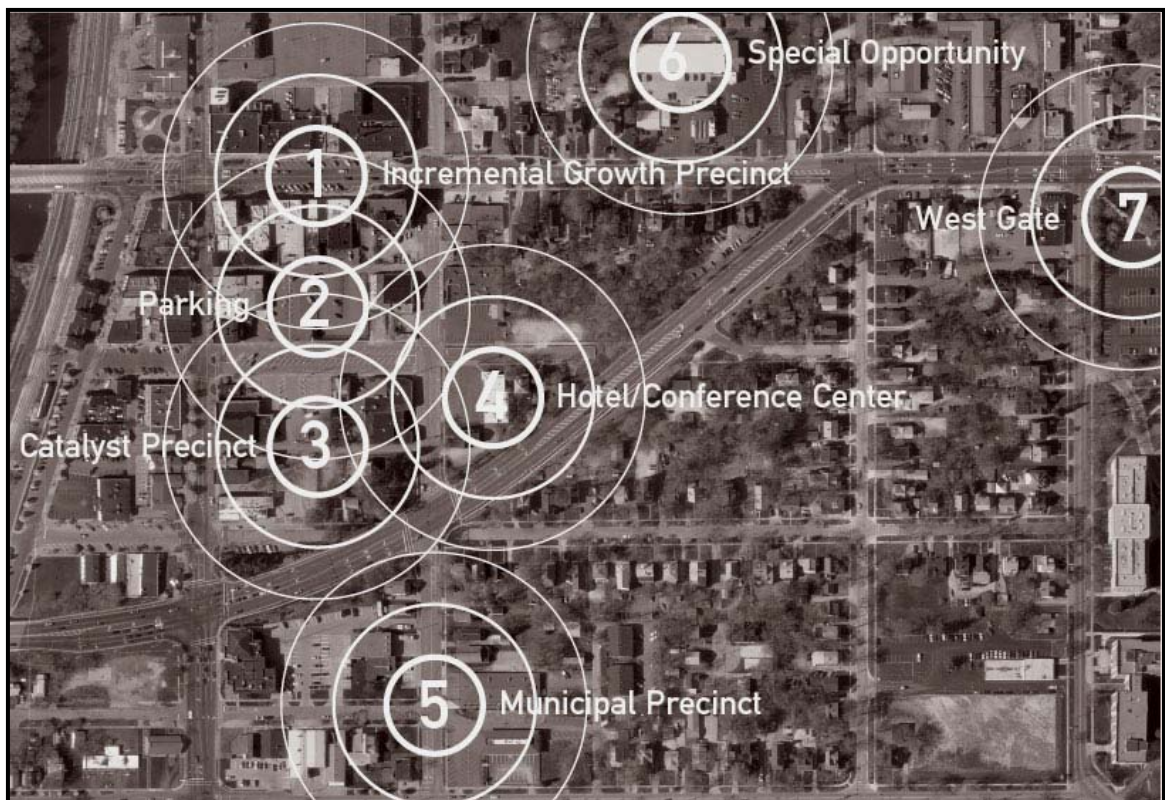 6 Special Opportunity
1 Incremental Growth Precinct
West Gate 7
Parking 2
4 Hotel/Conference Center
Catalyst Precinct 3
5 Municipal Precinct